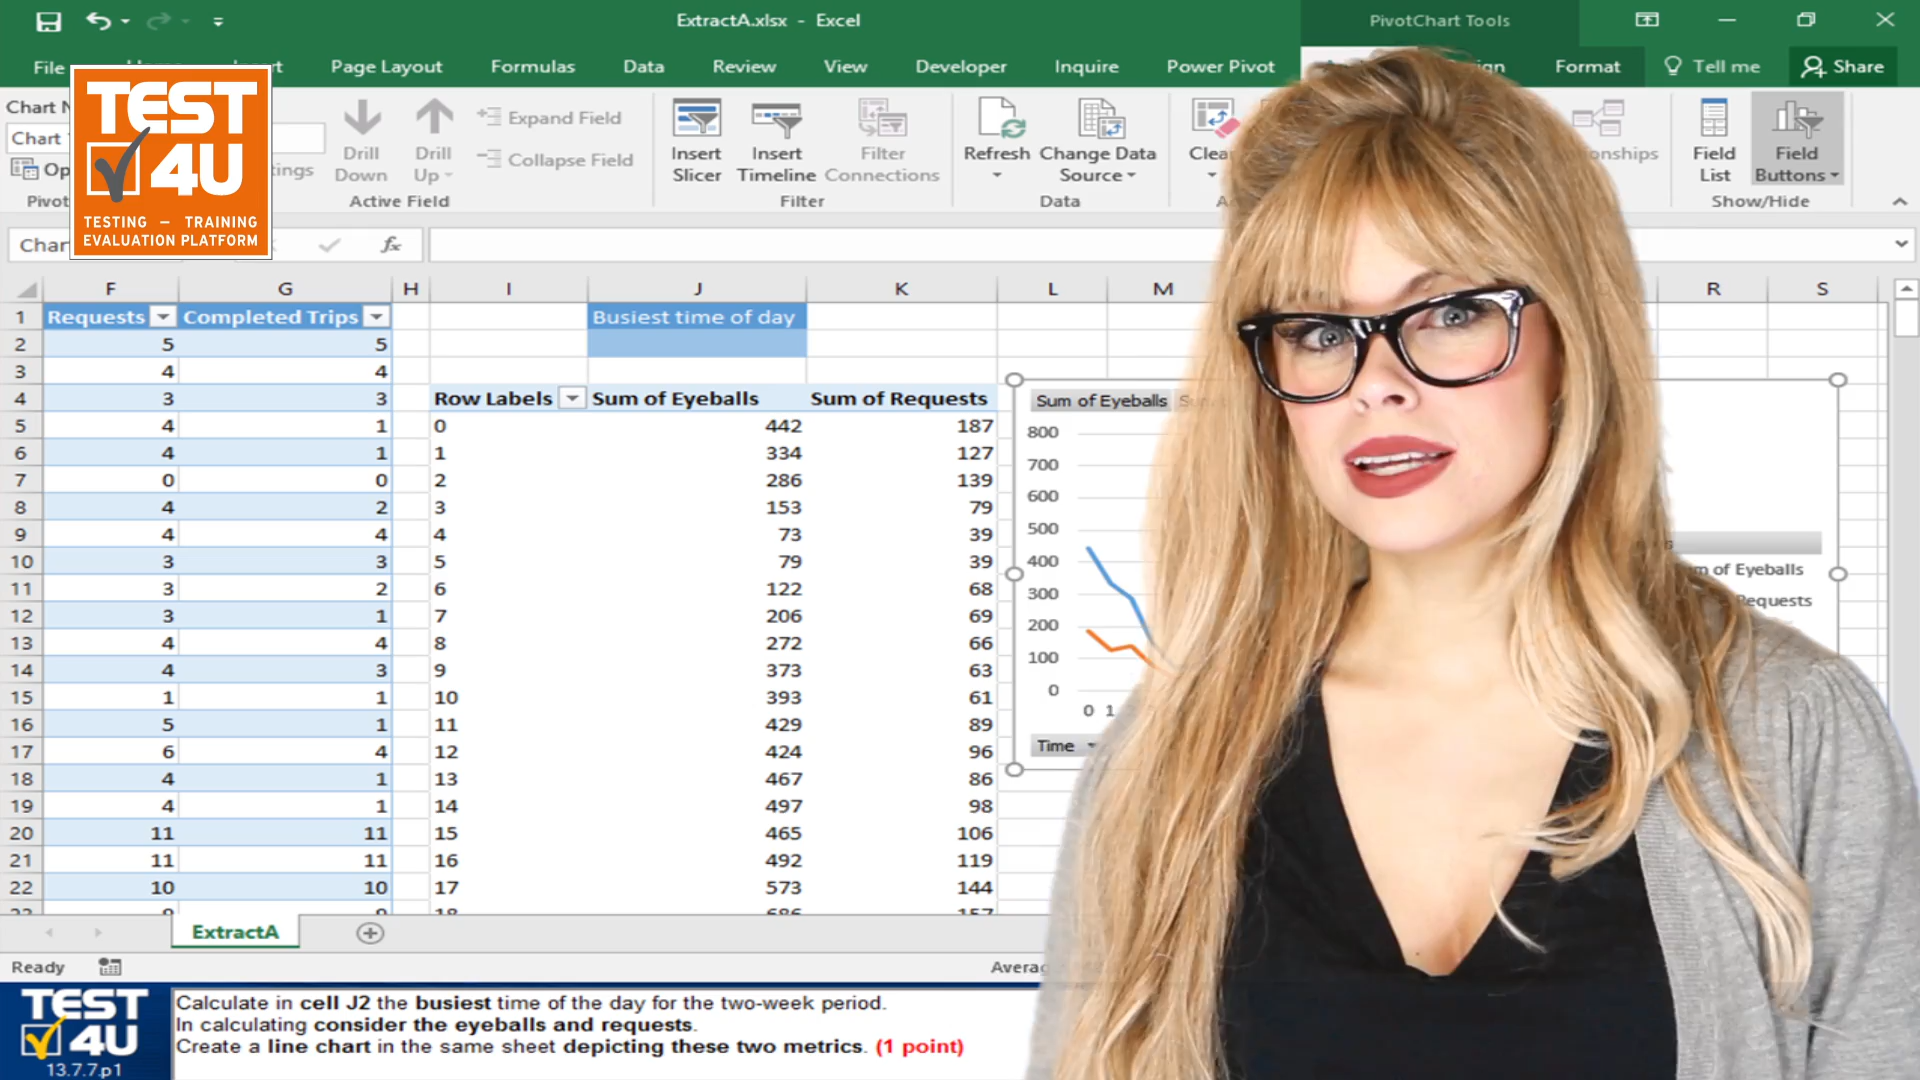 ExtractA.xlsx - Excel
PivotChart Tools
File
Page Layout Formulas Data Review View Developer Inquire Power Pivot Format Tell me Share
TEST
4U
TESTING – TRAINING
EVALUATION PLATFORM
Chart
Chart
Drill Down
Drill Up
Expand Field
Collapse Field
Active Field
Insert Slicer
Insert Timeline
Filter Connections
Filter
Refresh
Change Data Source
Data
Field List
Field Buttons
Show/Hide
fx
F G H I J K L M R S
1 Requests Completed Trips Busiest time of day
2 5 5
3 4 4
4 3 3 Row Labels Sum of Eyeballs Sum of Requests
5 4 1 0 442 187
6 4 1 1 334 127
7 0 0 2 286 139
8 4 2 3 153 79
9 4 4 4 73 39
10 3 3 5 79 39
11 3 2 6 122 68
12 3 1 7 206 69
13 4 4 8 272 66
14 4 3 9 373 63
15 1 1 10 393 61
16 5 1 11 429 89
17 6 4 12 424 96
18 4 1 13 467 86
19 4 1 14 497 98
20 11 11 15 465 106
21 11 11 16 492 119
22 10 10 17 573 144
Sum of Eyeballs
800
700
600
500
400
300
200
100
0
0 1
Time
of Eyeballs
Requests
ExtractA
Ready
TEST
4U
13.7.7.p1
Calculate in cell J2 the busiest time of the day for the two-week period.
In calculating consider the eyeballs and requests.
Create a line chart in the same sheet depicting these two metrics. (1 point)